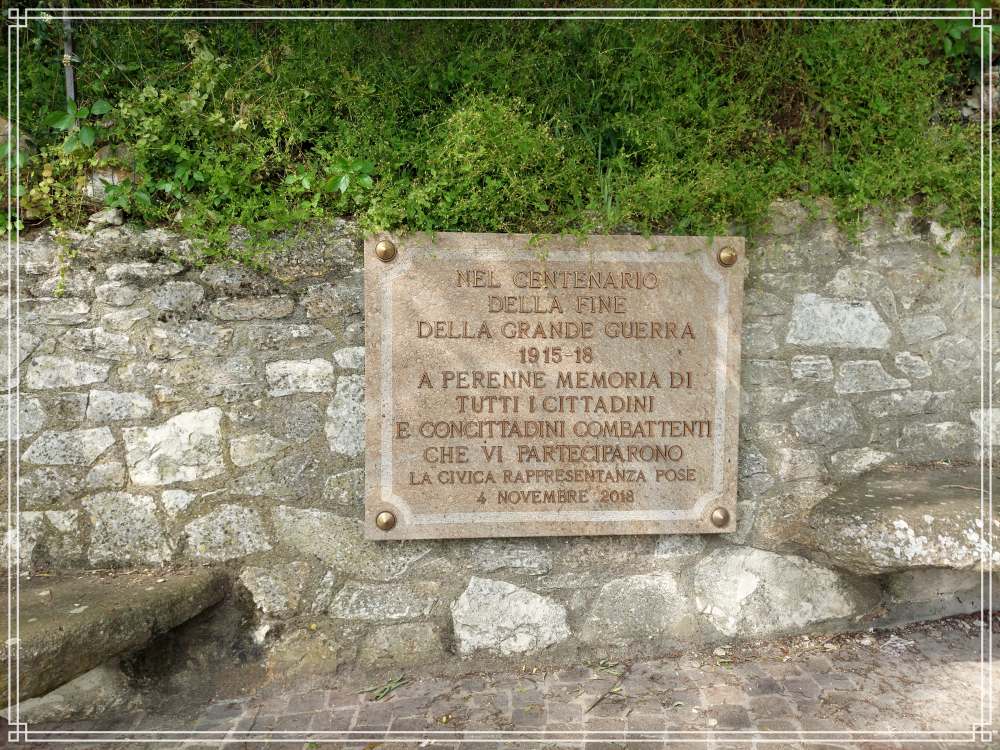 NEL CENTENARIO
DELLA FINE
DELLA GRANDE GUERRA
1915-18
A PERENNE MEMORIA DI
TUTTI I CITTADINI
E CONCITTADINI COMBATTENTI
CHE VI PARTECIPARONO
LA CIVICA RAPPRESENTANZA POSE
4 NOVEMBRE 2018